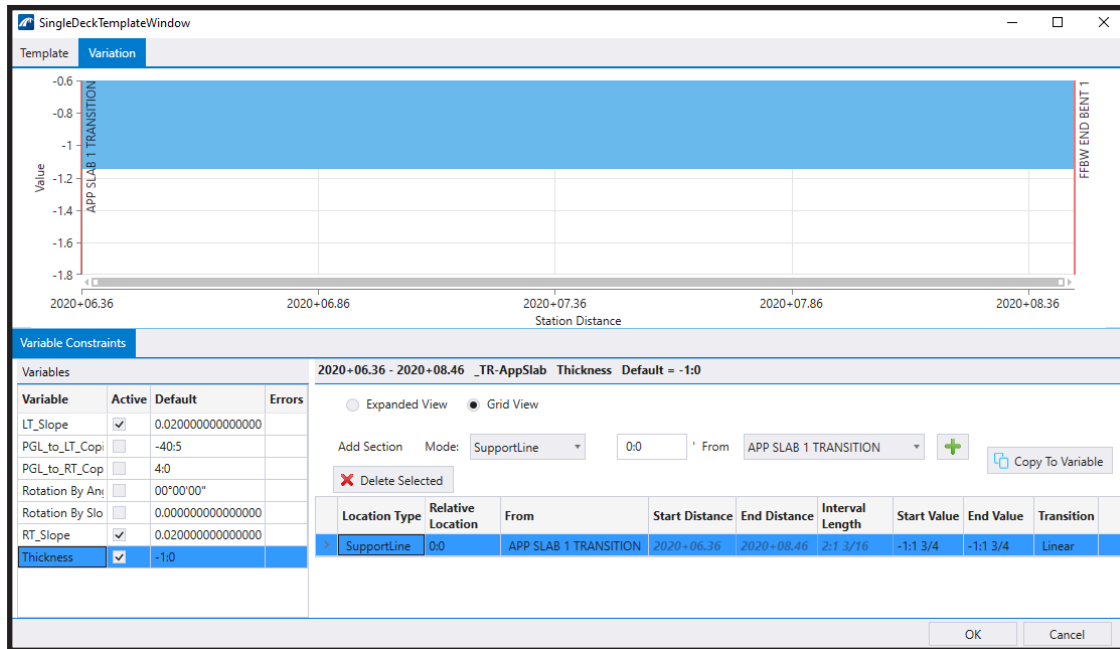 SingleDeckTemplateWindow
Template Variation
-0.6
-0.8
-1
-1.2
-1.4
-1.6
-1.8
Value
APP SLAB 1 TRANSITION
FFBW END BENT 1
2020+06.36 2020+06.86 2020+07.36 2020+07.86 2020+08.36
Station Distance
Variable Constraints
Variables
Variable Active Default Errors
LT_Slope 0.020000000000000
PGL_to_LT_Copi -40:5
PGL_to_RT_Cop 4:0
Rotation By Ang 00°00'00"
Rotation By Slo 0.000000000000000
RT_Slope 0.020000000000000
Thickness -1:0
2020+06.36 - 2020+08.46 _TR-AppSlab Thickness Default = -1:0
Expanded View Grid View
Add Section Mode: SupportLine 0:0 ' From APP SLAB 1 TRANSITION
Copy To Variable
Delete Selected
Location Type Relative Location From Start Distance End Distance Interval Length Start Value End Value Transition
SupportLine 0:0 APP SLAB 1 TRANSITION 2020+06.36 2020+08.46 2:1 3/16 -1:1 3/4 -1:1 3/4 Linear
OK Cancel